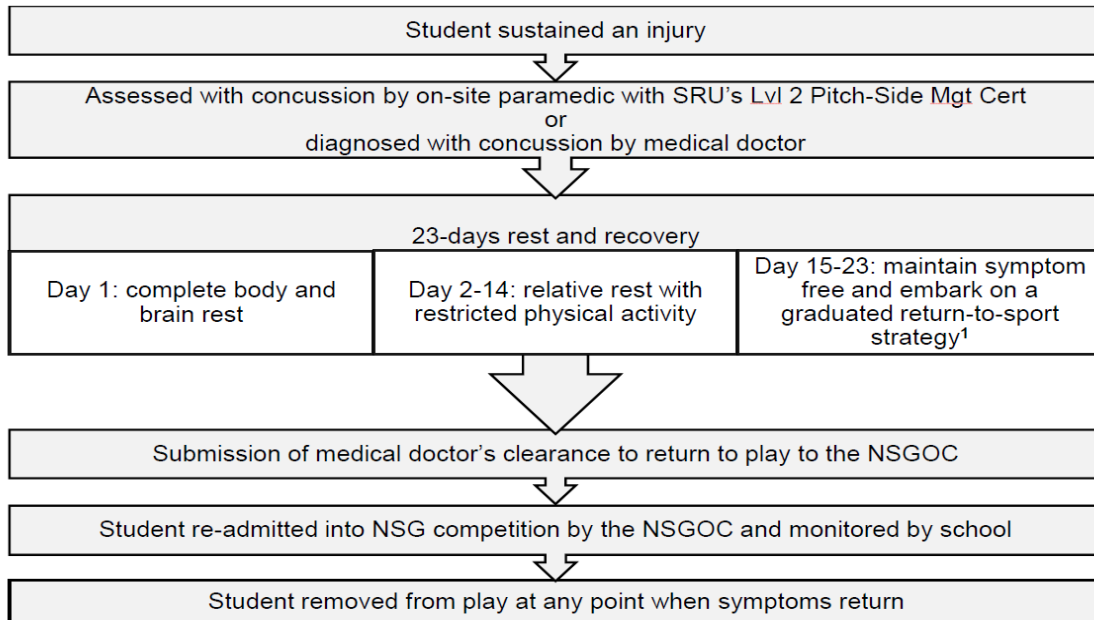 Student sustained an injury
Assessed with concussion by on-site paramedic with SRU's Lvl 2 Pitch-Side Mgt Cert
or
diagnosed with concussion by medical doctor
23-days rest and recovery
Day 1: complete body and
brain rest
Day 2-14: relative rest with
restricted physical activity
Day 15-23: maintain symptom
free and embark on a
graduated return-to-sport
strategy¹
Submission of medical doctor's clearance to return to play to the NSGOC
Student re-admitted into NSG competition by the NSGOC and monitored by school
Student removed from play at any point when symptoms return